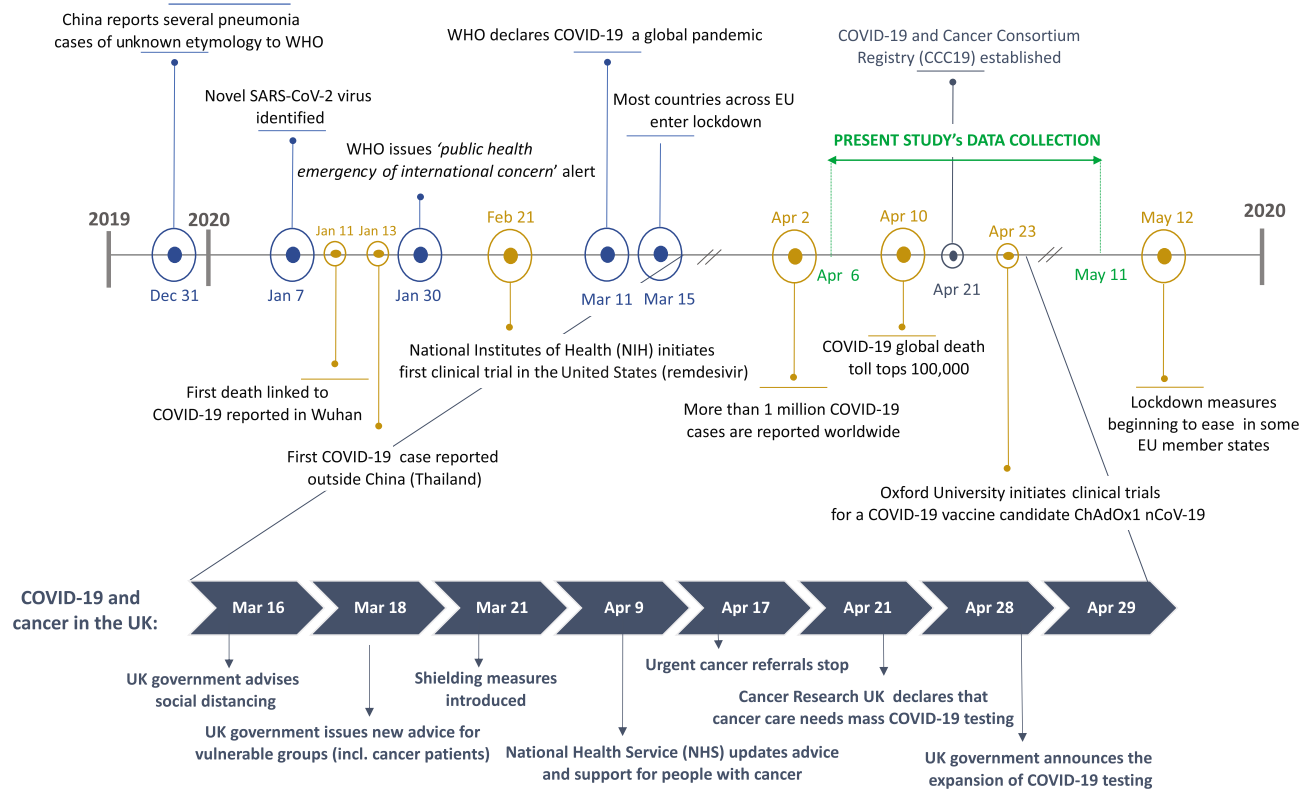 China reports several pneumonia
cases of unknown etymology to WHO
Novel SARS-CoV-2 virus
identified
WHO issues ‘public health
emergency of international concern’ alert
WHO declares COVID-19 a global pandemic
Most countries across EU
enter lockdown
COVID-19 and Cancer Consortium
Registry (CCC19) established
PRESENT STUDY's DATA COLLECTION
2019
2020
Jan 11
Jan 13
Feb 21
Apr 2
Apr 10
Apr 23
May 12
2020
Dec 31
Jan 7
Jan 30
Mar 11
Mar 15
Apr 6
Apr 21
May 11
First death linked to
COVID-19 reported in Wuhan
First COVID-19 case reported
outside China (Thailand)
National Institutes of Health (NIH) initiates
first clinical trial in the United States (remdesivir)
More than 1 million COVID-19
cases are reported worldwide
COVID-19 global death
toll tops 100,000
Oxford University initiates clinical trials
for a COVID-19 vaccine candidate ChAdOx1 nCoV-19
Lockdown measures
beginning to ease in some
EU member states
COVID-19 and
cancer in the UK:
Mar 16
Mar 18
Mar 21
Apr 9
Apr 17
Apr 21
Apr 28
Apr 29
UK government advises
social distancing
UK government issues new advice for
vulnerable groups (incl. cancer patients)
Shielding measures
introduced
National Health Service (NHS) updates advice
and support for people with cancer
Urgent cancer referrals stop
Cancer Research UK declares that
cancer care needs mass COVID-19 testing
UK government announces the
expansion of COVID-19 testing